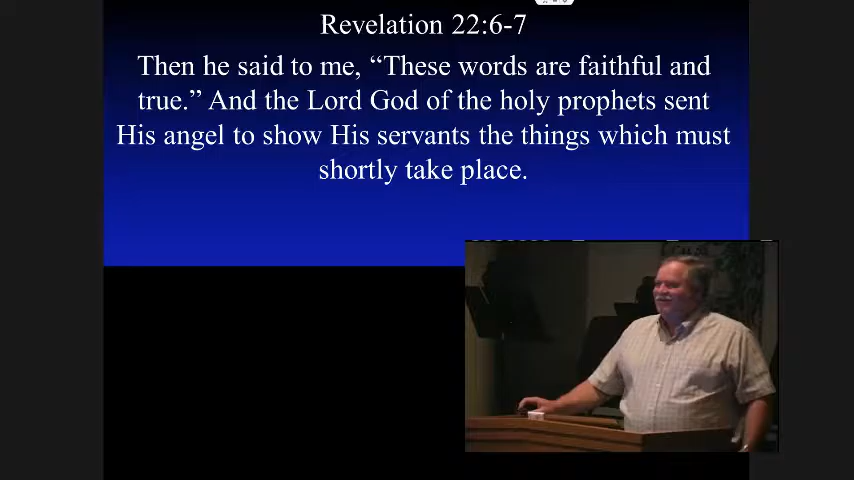 Revelation 22:6-7
Then he said to me, “These words are faithful and
true.” And the Lord God of the holy prophets sent
His angel to show His servants the things which must
shortly take place.